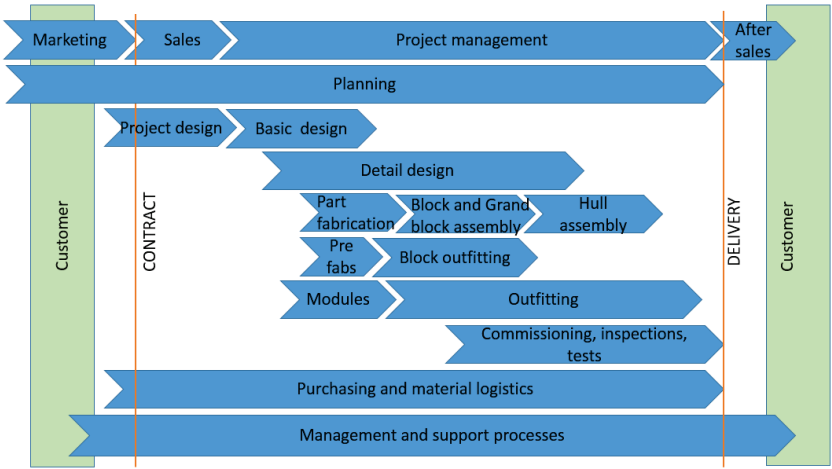 Marketing
Sales
Project management
After
sales
Planning
Project design
Basic design
Detail design
Part
fabrication
Block and Grand
block assembly
Hull
assembly
Pre
fabs
Block outfitting
Modules
Outfitting
Commissioning, inspections,
tests
Purchasing and material logistics
Management and support processes
Customer
CONTRACT
DELIVERY
Customer